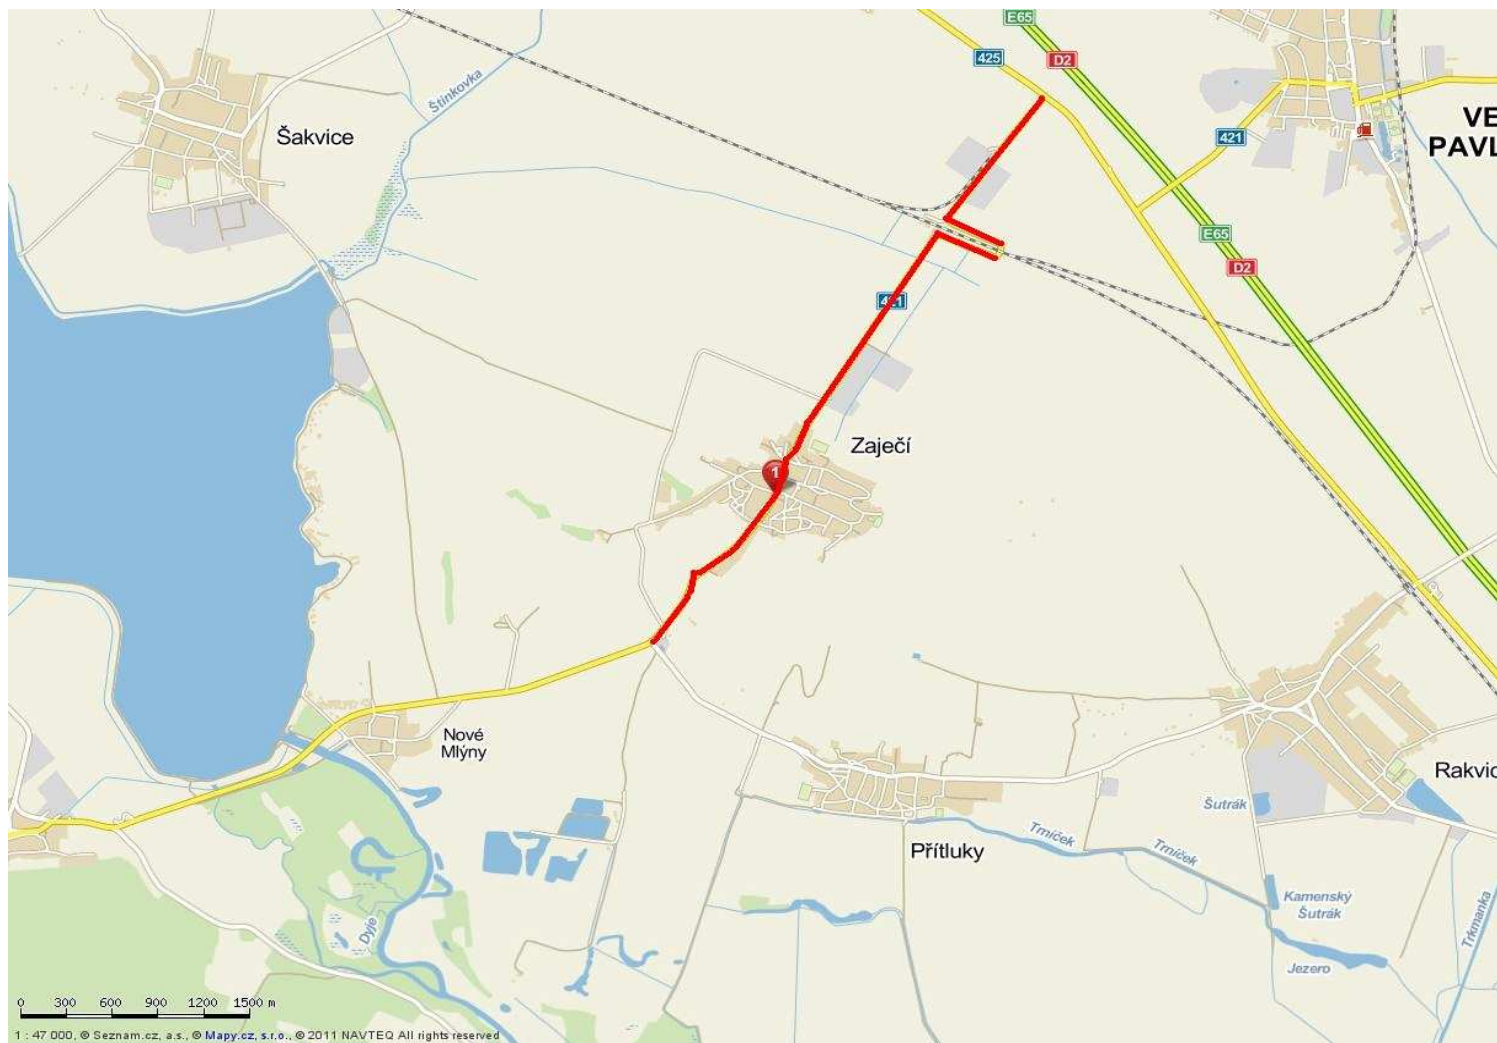 E65
425
D2
VE
PAVL
Štinkovka
Šakvice
421
E65
D2
Zaječí
1
Nové
Mlýny
Rakvic
Šutrák
Trníček
Přítluky
Trníček
Kamenský
Šutrák
Trkmanka
Dyje
Jezero
0 300 600 900 1200 1500 m
1 : 47 000, © Seznam.cz, a.s., © Mapy.cz, s.r.o., © 2011 NAVTEQ All rights reserved